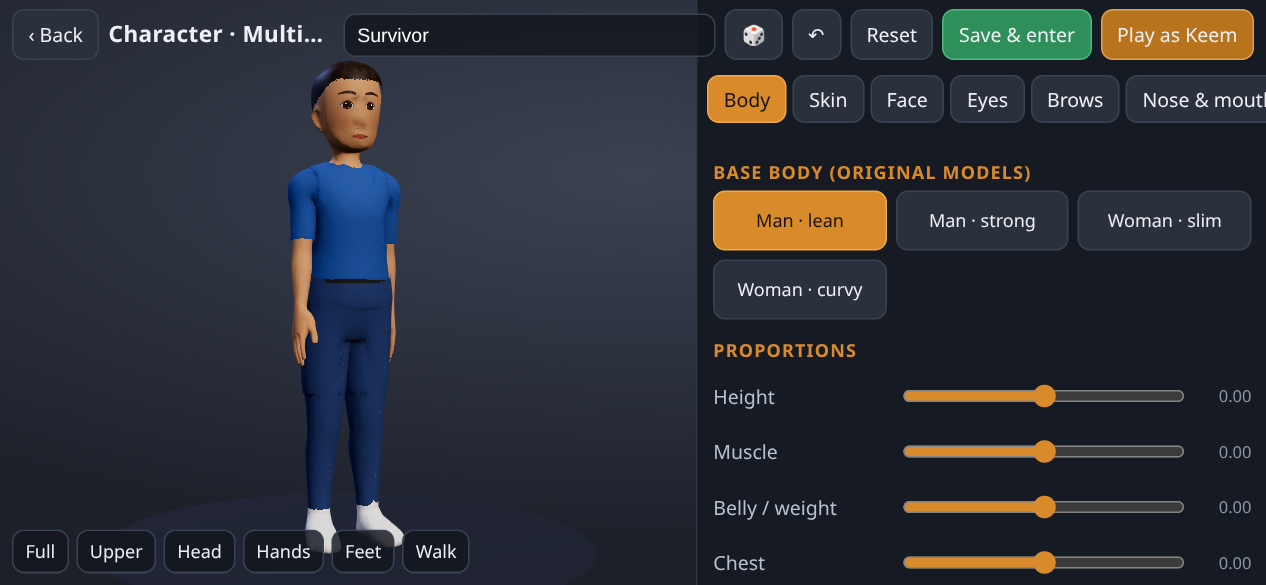 ‹ Back
Character · Multi...
Survivor
Reset
Save & enter
Play as Keem
Body
Skin
Face
Eyes
Brows
Nose & mout
BASE BODY (ORIGINAL MODELS)
Man · lean
Man · strong
Woman · slim
Woman · curvy
PROPORTIONS
Height 0.00
Muscle 0.00
Belly / weight 0.00
Chest 0.00
Full
Upper
Head
Hands
Feet
Walk